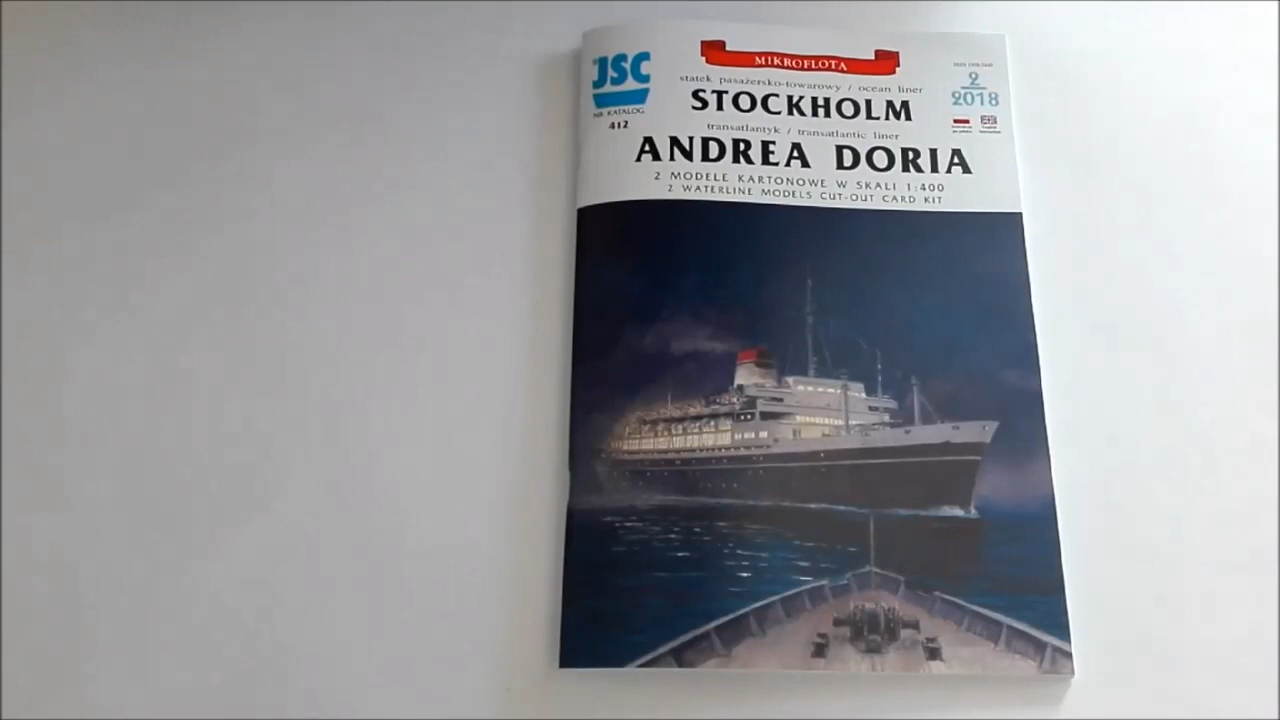 MIKROFLOTA
JSC
NR KATALOG.
412
statek pasażersko-towarowy / ocean liner
STOCKHOLM
2
2018
transatlantyk / transatlantic liner
ANDREA DORIA
2 MODELE KARTONOWE W SKALI 1:400
2 WATERLINE MODELS CUT-OUT CARD KIT